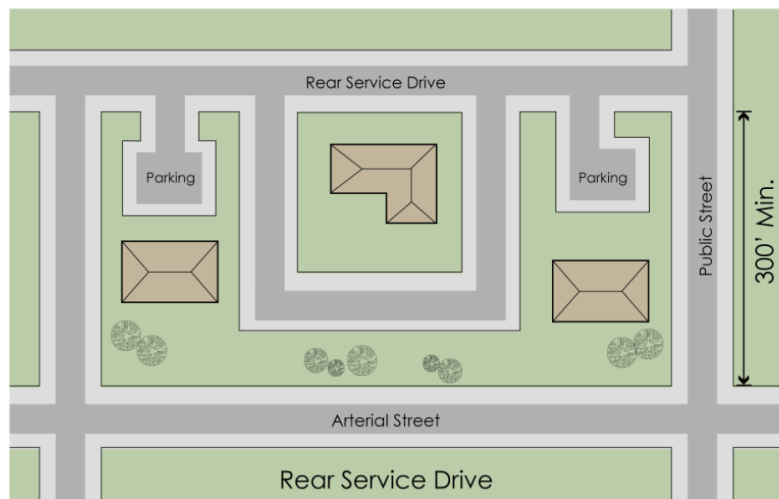 Rear Service Drive
Parking
Parking
Public Street
300' Min.
Arterial Street
Rear Service Drive